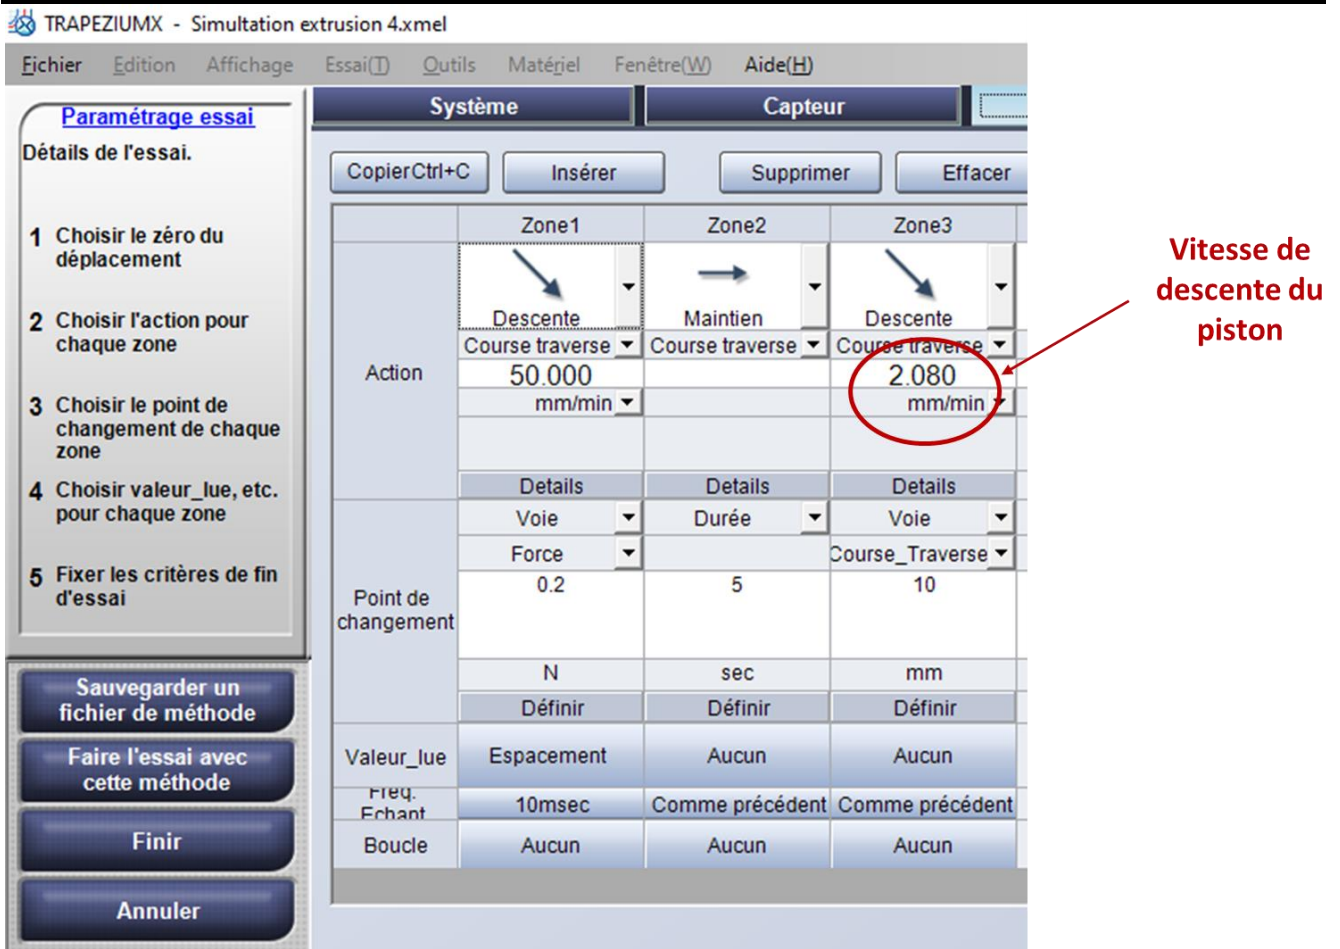 TRAPEZIUMX - Simultation extrusion 4.xmel
Fichier Edition Affichage Essai(T) Outils Matériel Fenêtre(W) Aide(H)
Paramétrage essai
Détails de l'essai.
1 Choisir le zéro du
déplacement
2 Choisir l'action pour
chaque zone
3 Choisir le point de
changement de chaque
zone
4 Choisir valeur_lue, etc.
pour chaque zone
5 Fixer les critères de fin
d'essai
Sauvegarder un
fichier de méthode
Faire l'essai avec
cette méthode
Finir
Annuler
Système Capteur
CopierCtrl+C Insérer Supprimer Effacer
Zone1 Zone2 Zone3
Descente Maintien Descente
Course traverse Course traverse Course traverse
Action 50.000 2.080
mm/min mm/min
Details Details Details
Voie Durée Voie
Force Course_Traverse
0.2 5 10
Point de
changement
N sec mm
Définir Définir Définir
Valeur_lue Espacement Aucun Aucun
Freq.
Echant 10msec Comme précédent Comme précédent
Boucle Aucun Aucun Aucun
Vitesse de
descente du
piston